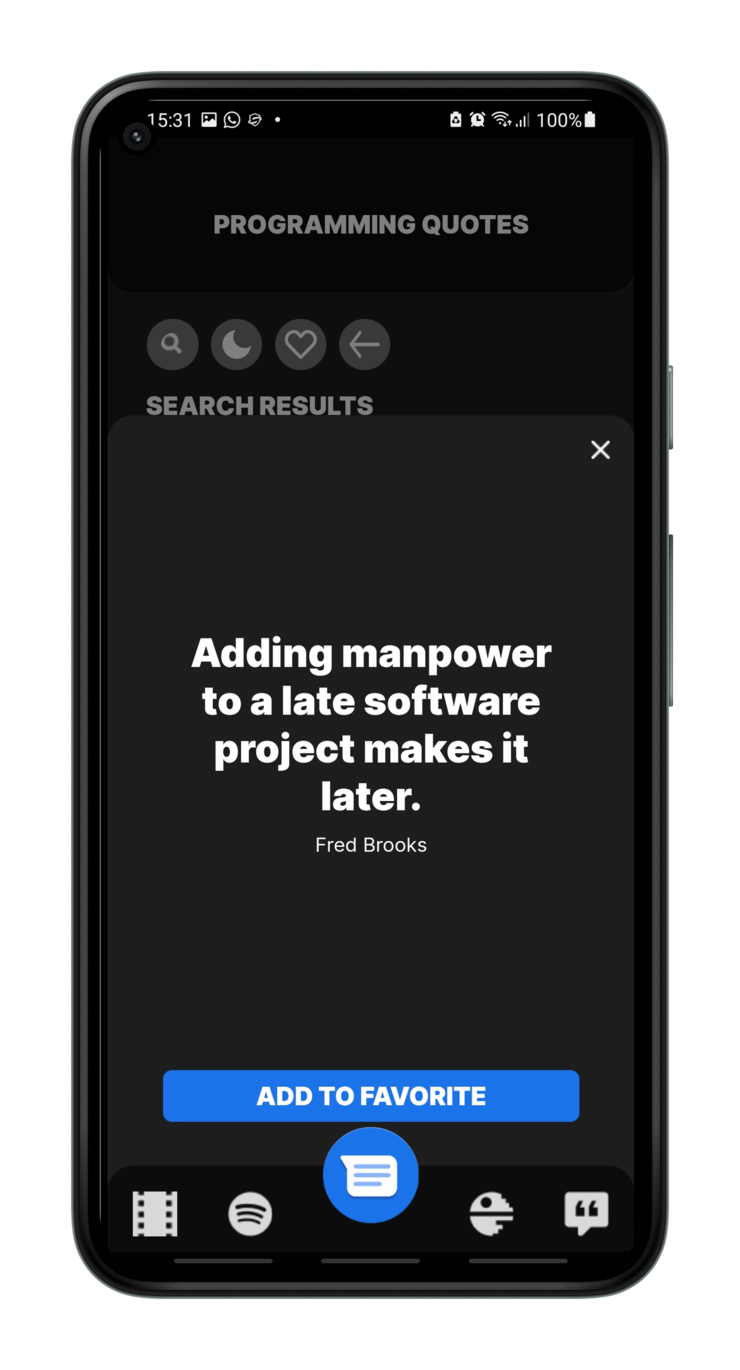 15:31
100%
PROGRAMMING QUOTES
SEARCH RESULTS
Adding manpower
to a late software
project makes it
later.
Fred Brooks
ADD TO FAVORITE